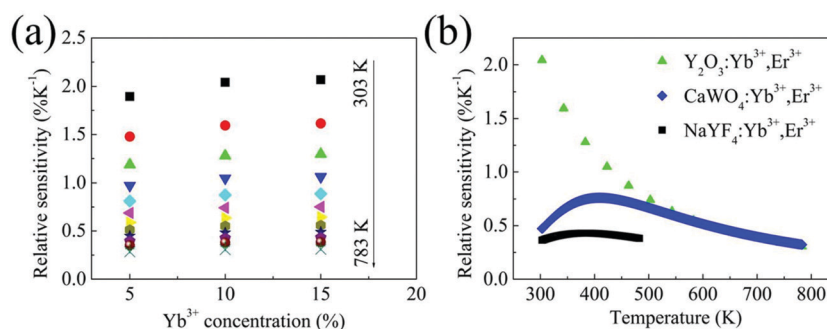 (a)
2.5
2.0
1.5
1.0
0.5
0.0
Relative sensitivity (%K⁻¹)
5
10
15
20
Yb³⁺ concentration (%)
303 K
783 K
(b)
2.0
1.5
1.0
0.5
0.0
Relative sensitivity (%K⁻¹)
300
400
500
600
700
800
Temperature (K)
Y₂O₃:Yb³⁺,Er³⁺
CaWO₄:Yb³⁺,Er³⁺
NaYF₄:Yb³⁺,Er³⁺